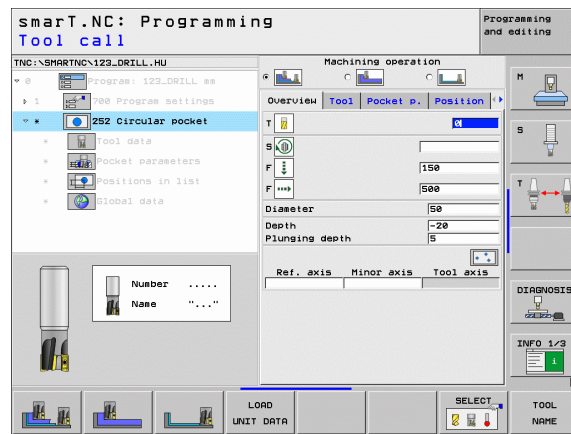 smarT.NC: Programming
Tool call
Programming
and editing
TNC:\SMARTNC\123_DRILL.HU
0 Program: 123_DRILL mm
1 700 Program settings
* 252 Circular pocket
* Tool data
* Pocket parameters
* Positions in list
* Global data
Machining operation
Overview Tool Pocket p. Position
T
S
F 150
F 500
Diameter 50
Depth -20
Plunging depth 5
Ref. axis Minor axis Tool axis
Number .....
Name "..."
M
S
T
DIAGNOSIS
INFO 1/3
LOAD
UNIT DATA
SELECT
TOOL
NAME